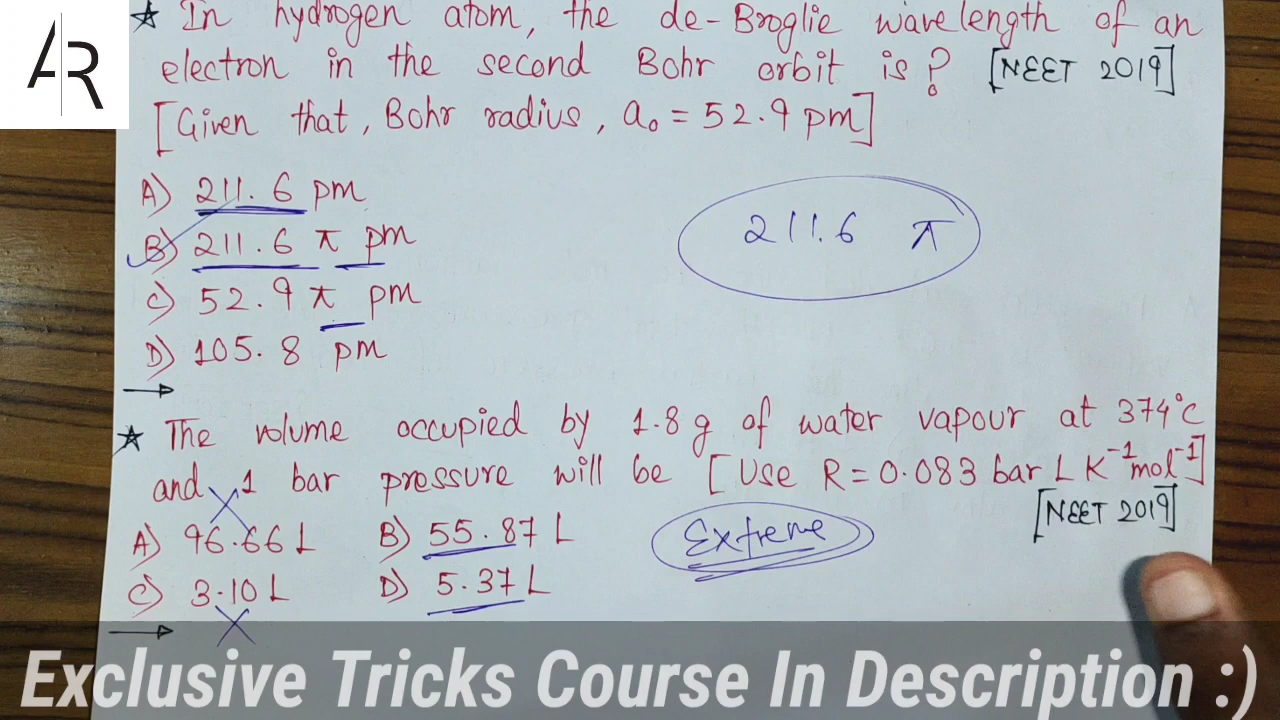 AR
★ In hydrogen atom, the de-Broglie wavelength of an
electron in the second Bohr orbit is? [NEET 2019]
[Given that, Bohr radius, a₀ = 52.9 pm]
A) 211.6 pm
B) 211.6 π pm
211.6 π
C) 52.9 π pm
D) 105.8 pm
→
★ The volume occupied by 1.8 g of water vapour at 374°c
and 1 bar pressure will be [Use R = 0.083 bar L K⁻¹ mol⁻¹]
[NEET 2019]
A) 96.66 L B) 55.87 L
Extreme
C) 3.10 L D) 5.37 L
→
Exclusive Tricks Course In Description :)